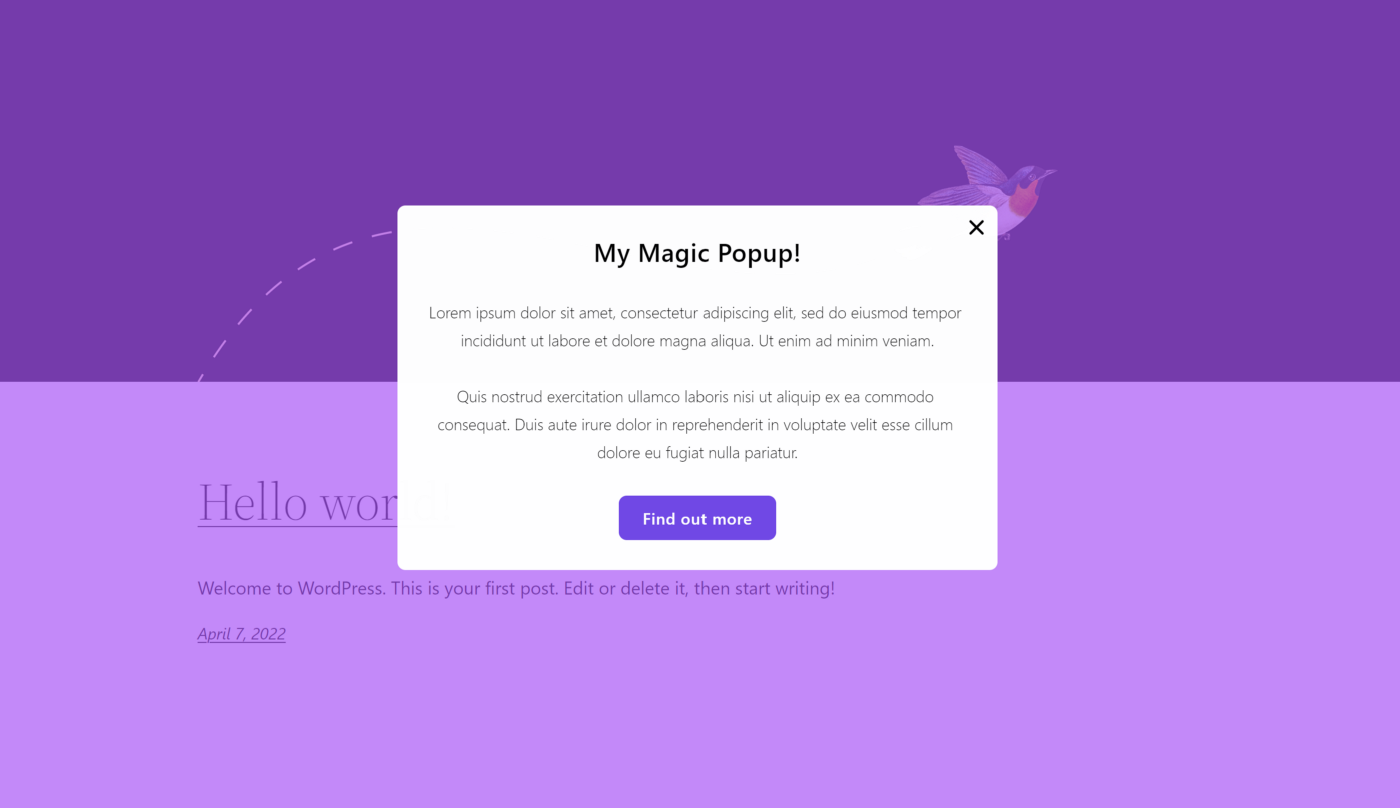 My Magic Popup!
Lorem ipsum dolor sit amet, consectetur adipiscing elit, sed do eiusmod tempor
incididunt ut labore et dolore magna aliqua. Ut enim ad minim veniam.
Quis nostrud exercitation ullamco laboris nisi ut aliquip ex ea commodo
consequat. Duis aute irure dolor in reprehenderit in voluptate velit esse cillum
dolore eu fugiat nulla pariatur.
Find out more
Hello wor
Welcome to WordPress. This is your first post. Edit or delete it, then start writing!
April 7, 2022